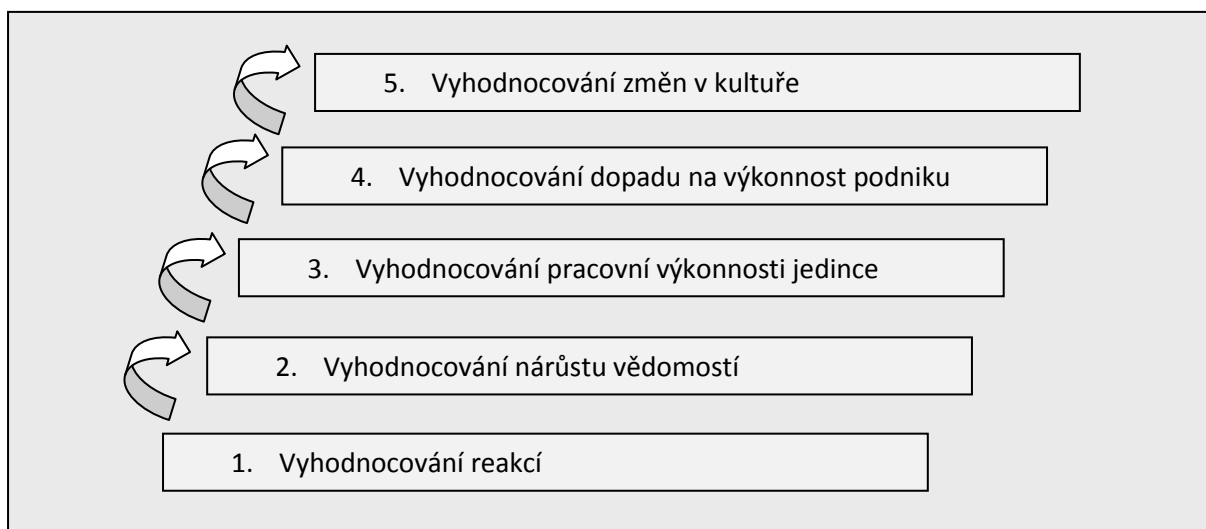 5. Vyhodnocování změn v kultuře
4. Vyhodnocování dopadu na výkonnost podniku
3. Vyhodnocování pracovní výkonnosti jedince
2. Vyhodnocování nárůstu vědomostí
1. Vyhodnocování reakcí